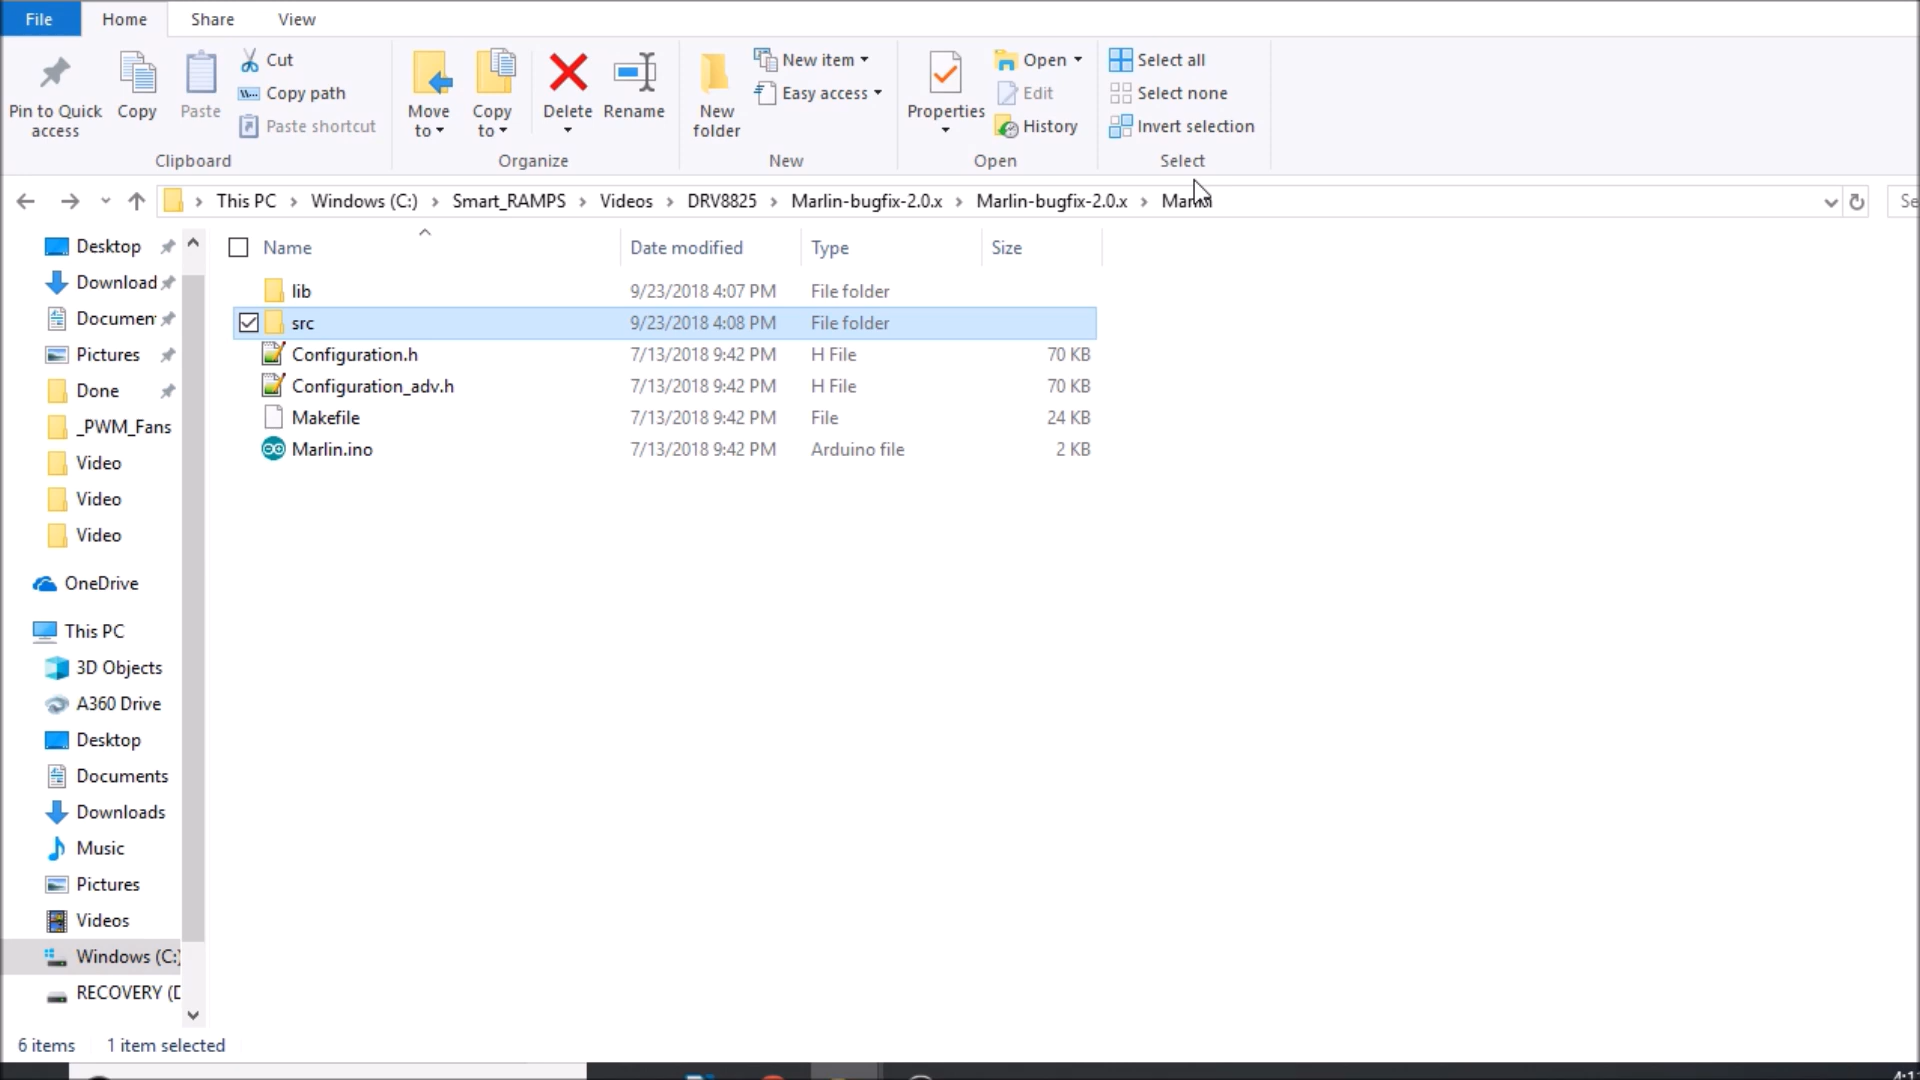 File Home Share View
Pin to Quick access
Copy
Paste
Cut
Copy path
Paste shortcut
Clipboard
Move to
Copy to
Delete
Rename
Organize
New folder
New item
Easy access
New
Properties
Open
Edit
History
Open
Select all
Select none
Invert selection
Select
This PC Windows (C:) Smart_RAMPS Videos DRV8825 Marlin-bugfix-2.0.x Marlin-bugfix-2.0.x Marlin
Se
Desktop
Download
Documen
Pictures
Done
_PWM_Fans
Video
Video
Video
OneDrive
This PC
3D Objects
A360 Drive
Desktop
Documents
Downloads
Music
Pictures
Videos
Windows (C:)
RECOVERY (D
Name Date modified Type Size
lib 9/23/2018 4:07 PM File folder
src 9/23/2018 4:08 PM File folder
Configuration.h 7/13/2018 9:42 PM H File 70 KB
Configuration_adv.h 7/13/2018 9:42 PM H File 70 KB
Makefile 7/13/2018 9:42 PM File 24 KB
Marlin.ino 7/13/2018 9:42 PM Arduino file 2 KB
6 items 1 item selected